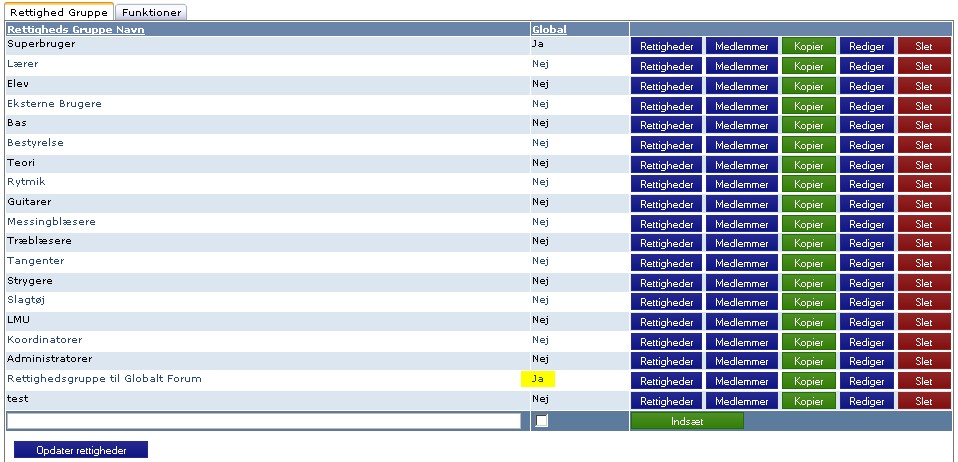 Rettighed Gruppe Funktioner
Rettigheds Gruppe Navn Global
Superbruger Ja Rettigheder Medlemmer Kopier Rediger Slet
Lærer Nej Rettigheder Medlemmer Kopier Rediger Slet
Elev Nej Rettigheder Medlemmer Kopier Rediger Slet
Eksterne Brugere Nej Rettigheder Medlemmer Kopier Rediger Slet
Bas Nej Rettigheder Medlemmer Kopier Rediger Slet
Bestyrelse Nej Rettigheder Medlemmer Kopier Rediger Slet
Teori Nej Rettigheder Medlemmer Kopier Rediger Slet
Rytmik Nej Rettigheder Medlemmer Kopier Rediger Slet
Guitarer Nej Rettigheder Medlemmer Kopier Rediger Slet
Messingblæsere Nej Rettigheder Medlemmer Kopier Rediger Slet
Træblæsere Nej Rettigheder Medlemmer Kopier Rediger Slet
Tangenter Nej Rettigheder Medlemmer Kopier Rediger Slet
Strygere Nej Rettigheder Medlemmer Kopier Rediger Slet
Slagtøj Nej Rettigheder Medlemmer Kopier Rediger Slet
LMU Nej Rettigheder Medlemmer Kopier Rediger Slet
Koordinatorer Nej Rettigheder Medlemmer Kopier Rediger Slet
Administratorer Nej Rettigheder Medlemmer Kopier Rediger Slet
Rettighedsgruppe til Globalt Forum Ja Rettigheder Medlemmer Kopier Rediger Slet
test Nej Rettigheder Medlemmer Kopier Rediger Slet
Indsæt
Opdater rettigheder